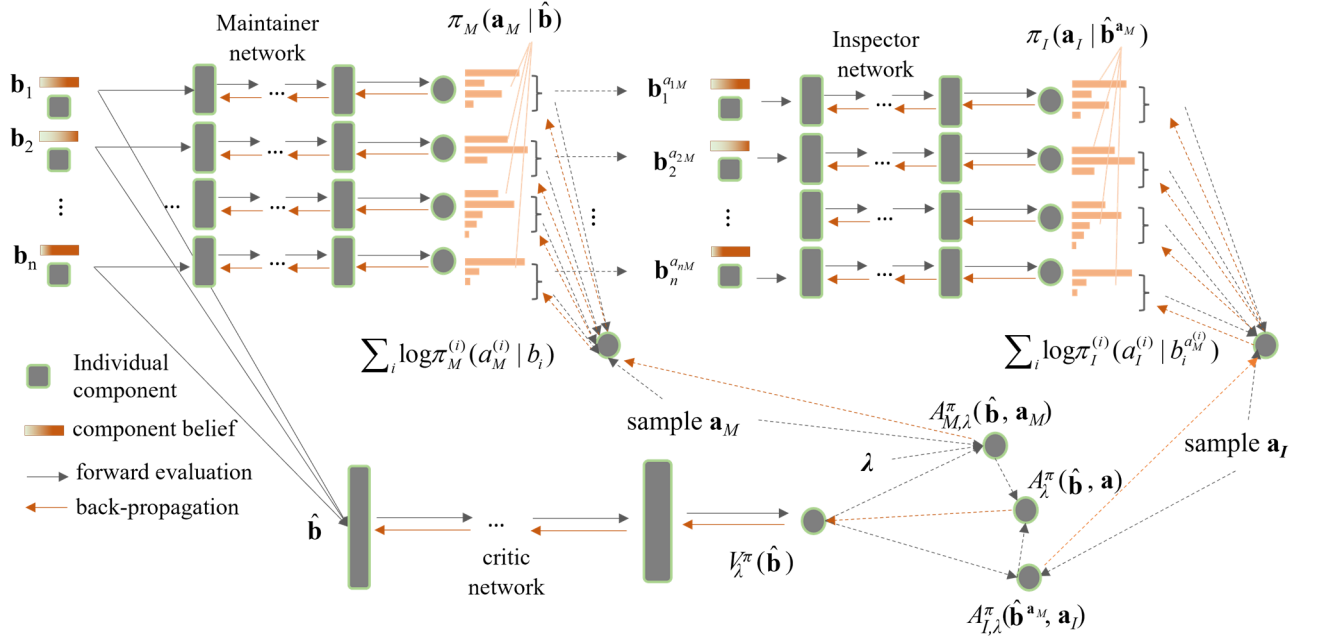 Maintainer
network
π_M(a_M | b̂)
Inspector
network
π_I(a_I | b̂^{a_M})
b_1
b_2
⋮
b_n
...
...
...
...
...
b_1^{a_{1M}}
b_2^{a_{2M}}
⋮
⋮
b_n^{a_{nM}}
...
...
...
...
∑_i logπ_M^{(i)}(a_M^{(i)} | b_i)
∑_i logπ_I^{(i)}(a_I^{(i)} | b_i^{a_M^{(i)}})
Individual
component
component belief
forward evaluation
back-propagation
sample a_M
A^π_{M,λ}(b̂, a_M)
sample a_I
λ
A^π_λ(b̂, a)
b̂
...
critic
network
V^π_λ(b̂)
A^π_{I,λ}(b̂^{a_M}, a_I)